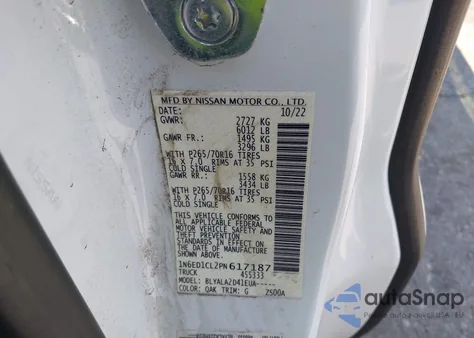 MFD BY NISSAN MOTOR CO., LTD.
DATE: 10/22
GVWR: 2727 KG
6012 LB
GAWR FR.: 1495 KG
3296 LB
WITH P265/70R16 TIRES
16 X 7.0 RIMS AT 35 PSI
COLD SINGLE
GAWR RR.: 1558 KG
3434 LB
WITH P265/70R16 TIRES
16 X 7.0 RIMS AT 35 PSI
COLD SINGLE
THIS VEHICLE CONFORMS TO
ALL APPLICABLE FEDERAL
MOTOR VEHICLE SAFETY
AND THEFT PREVENTION
STANDARDS IN EFFECT ON THE
DATE OF MANUFACTURE
SHOWN ABOVE.
1N6ED1CL2PN617187
TRUCK 455333
MODEL: BLYALA2D41EUA-----
COLOR: QAK TRIM: G 2SD0A
autoSnap